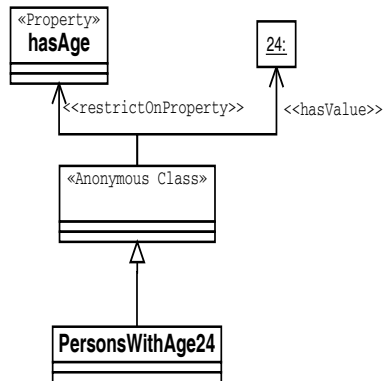 «Property»
hasAge
24:
<<restrictOnProperty>>
<<hasValue>>
«Anonymous Class»
PersonsWithAge24